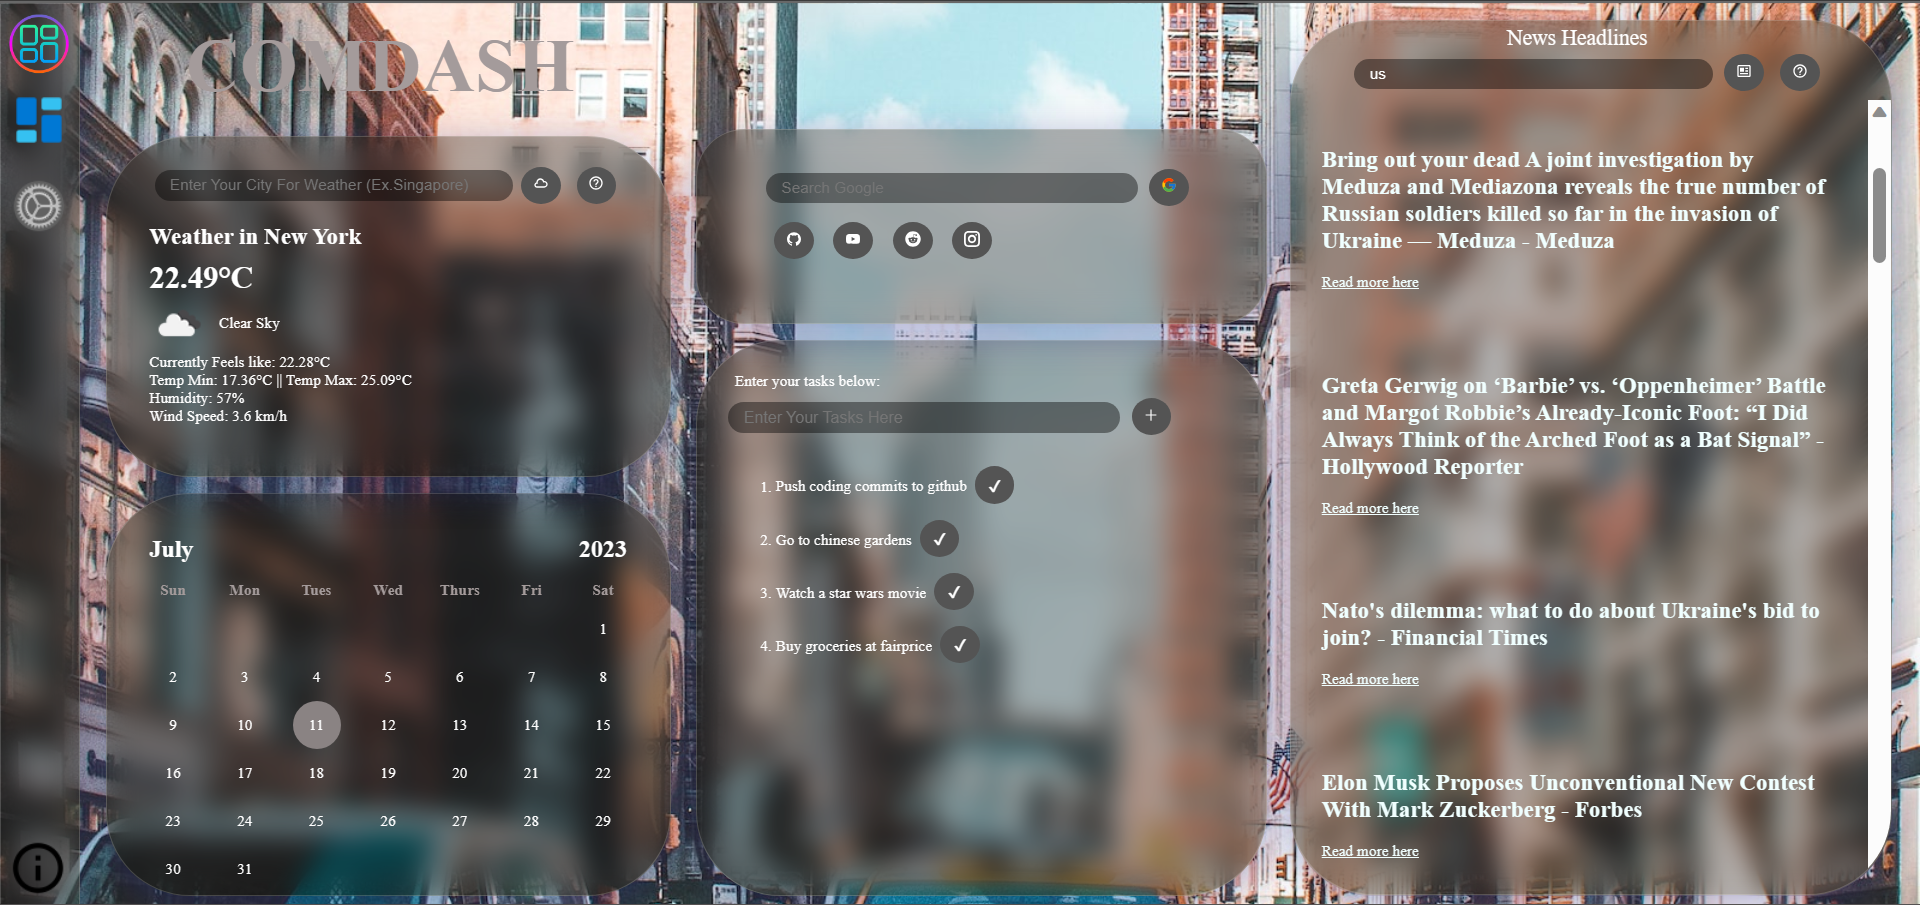 COMDASH
Enter Your City For Weather (Ex.Singapore)
Weather in New York
22.49°C
Clear Sky
Currently Feels like: 22.28°C
Temp Min: 17.36°C || Temp Max: 25.09°C
Humidity: 57%
Wind Speed: 3.6 km/h
July 2023
Sun Mon Tues Wed Thurs Fri Sat
1
2 3 4 5 6 7 8
9 10 11 12 13 14 15
16 17 18 19 20 21 22
23 24 25 26 27 28 29
30 31
Search Google
Enter your tasks below:
Enter Your Tasks Here
1. Push coding commits to github
2. Go to chinese gardens
3. Watch a star wars movie
4. Buy groceries at fairprice
News Headlines
us
Bring out your dead A joint investigation by
Meduza and Mediazona reveals the true number of
Russian soldiers killed so far in the invasion of
Ukraine — Meduza - Meduza
Read more here
Greta Gerwig on ‘Barbie’ vs. ‘Oppenheimer’ Battle
and Margot Robbie’s Already-Iconic Foot: “I Did
Always Think of the Arched Foot as a Bat Signal” -
Hollywood Reporter
Read more here
Nato's dilemma: what to do about Ukraine's bid to
join? - Financial Times
Read more here
Elon Musk Proposes Unconventional New Contest
With Mark Zuckerberg - Forbes
Read more here